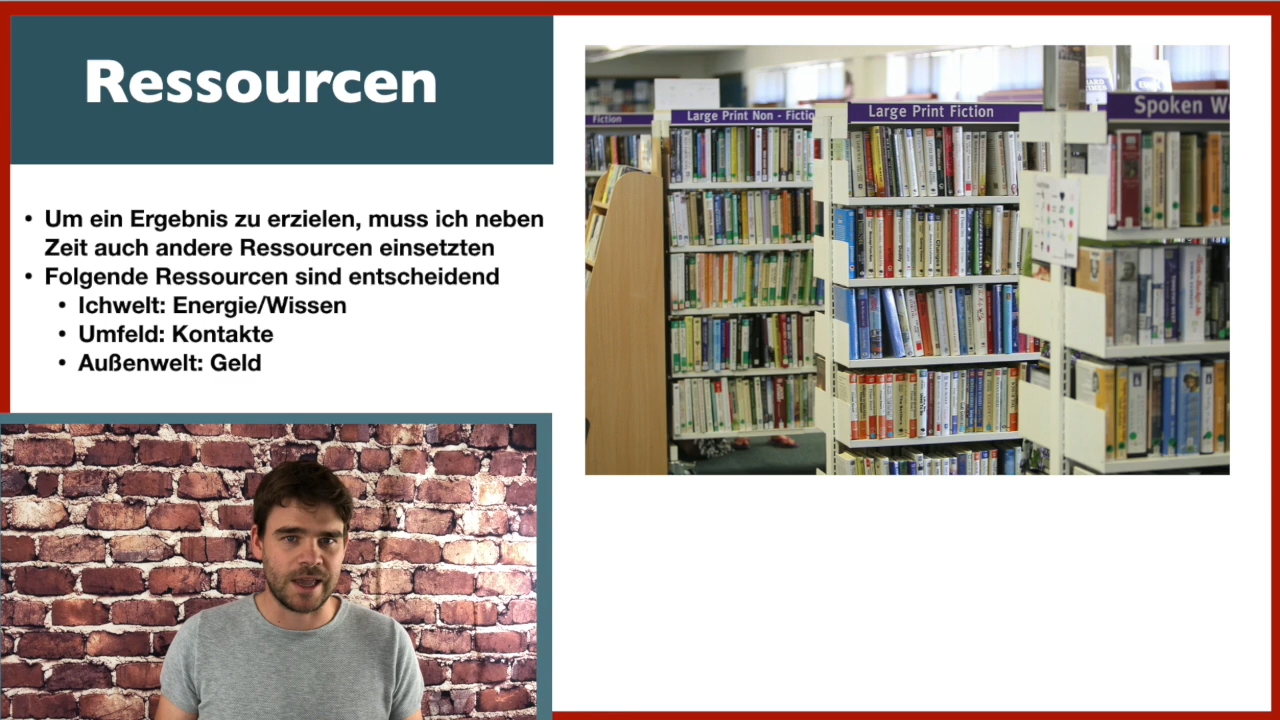 Ressourcen
• Um ein Ergebnis zu erzielen, muss ich neben
Zeit auch andere Ressourcen einsetzten
• Folgende Ressourcen sind entscheidend
• Ichwelt: Energie/Wissen
• Umfeld: Kontakte
• Außenwelt: Geld
Fiction
Large Print Non - Fictio
Large Print Fiction
Spoken W